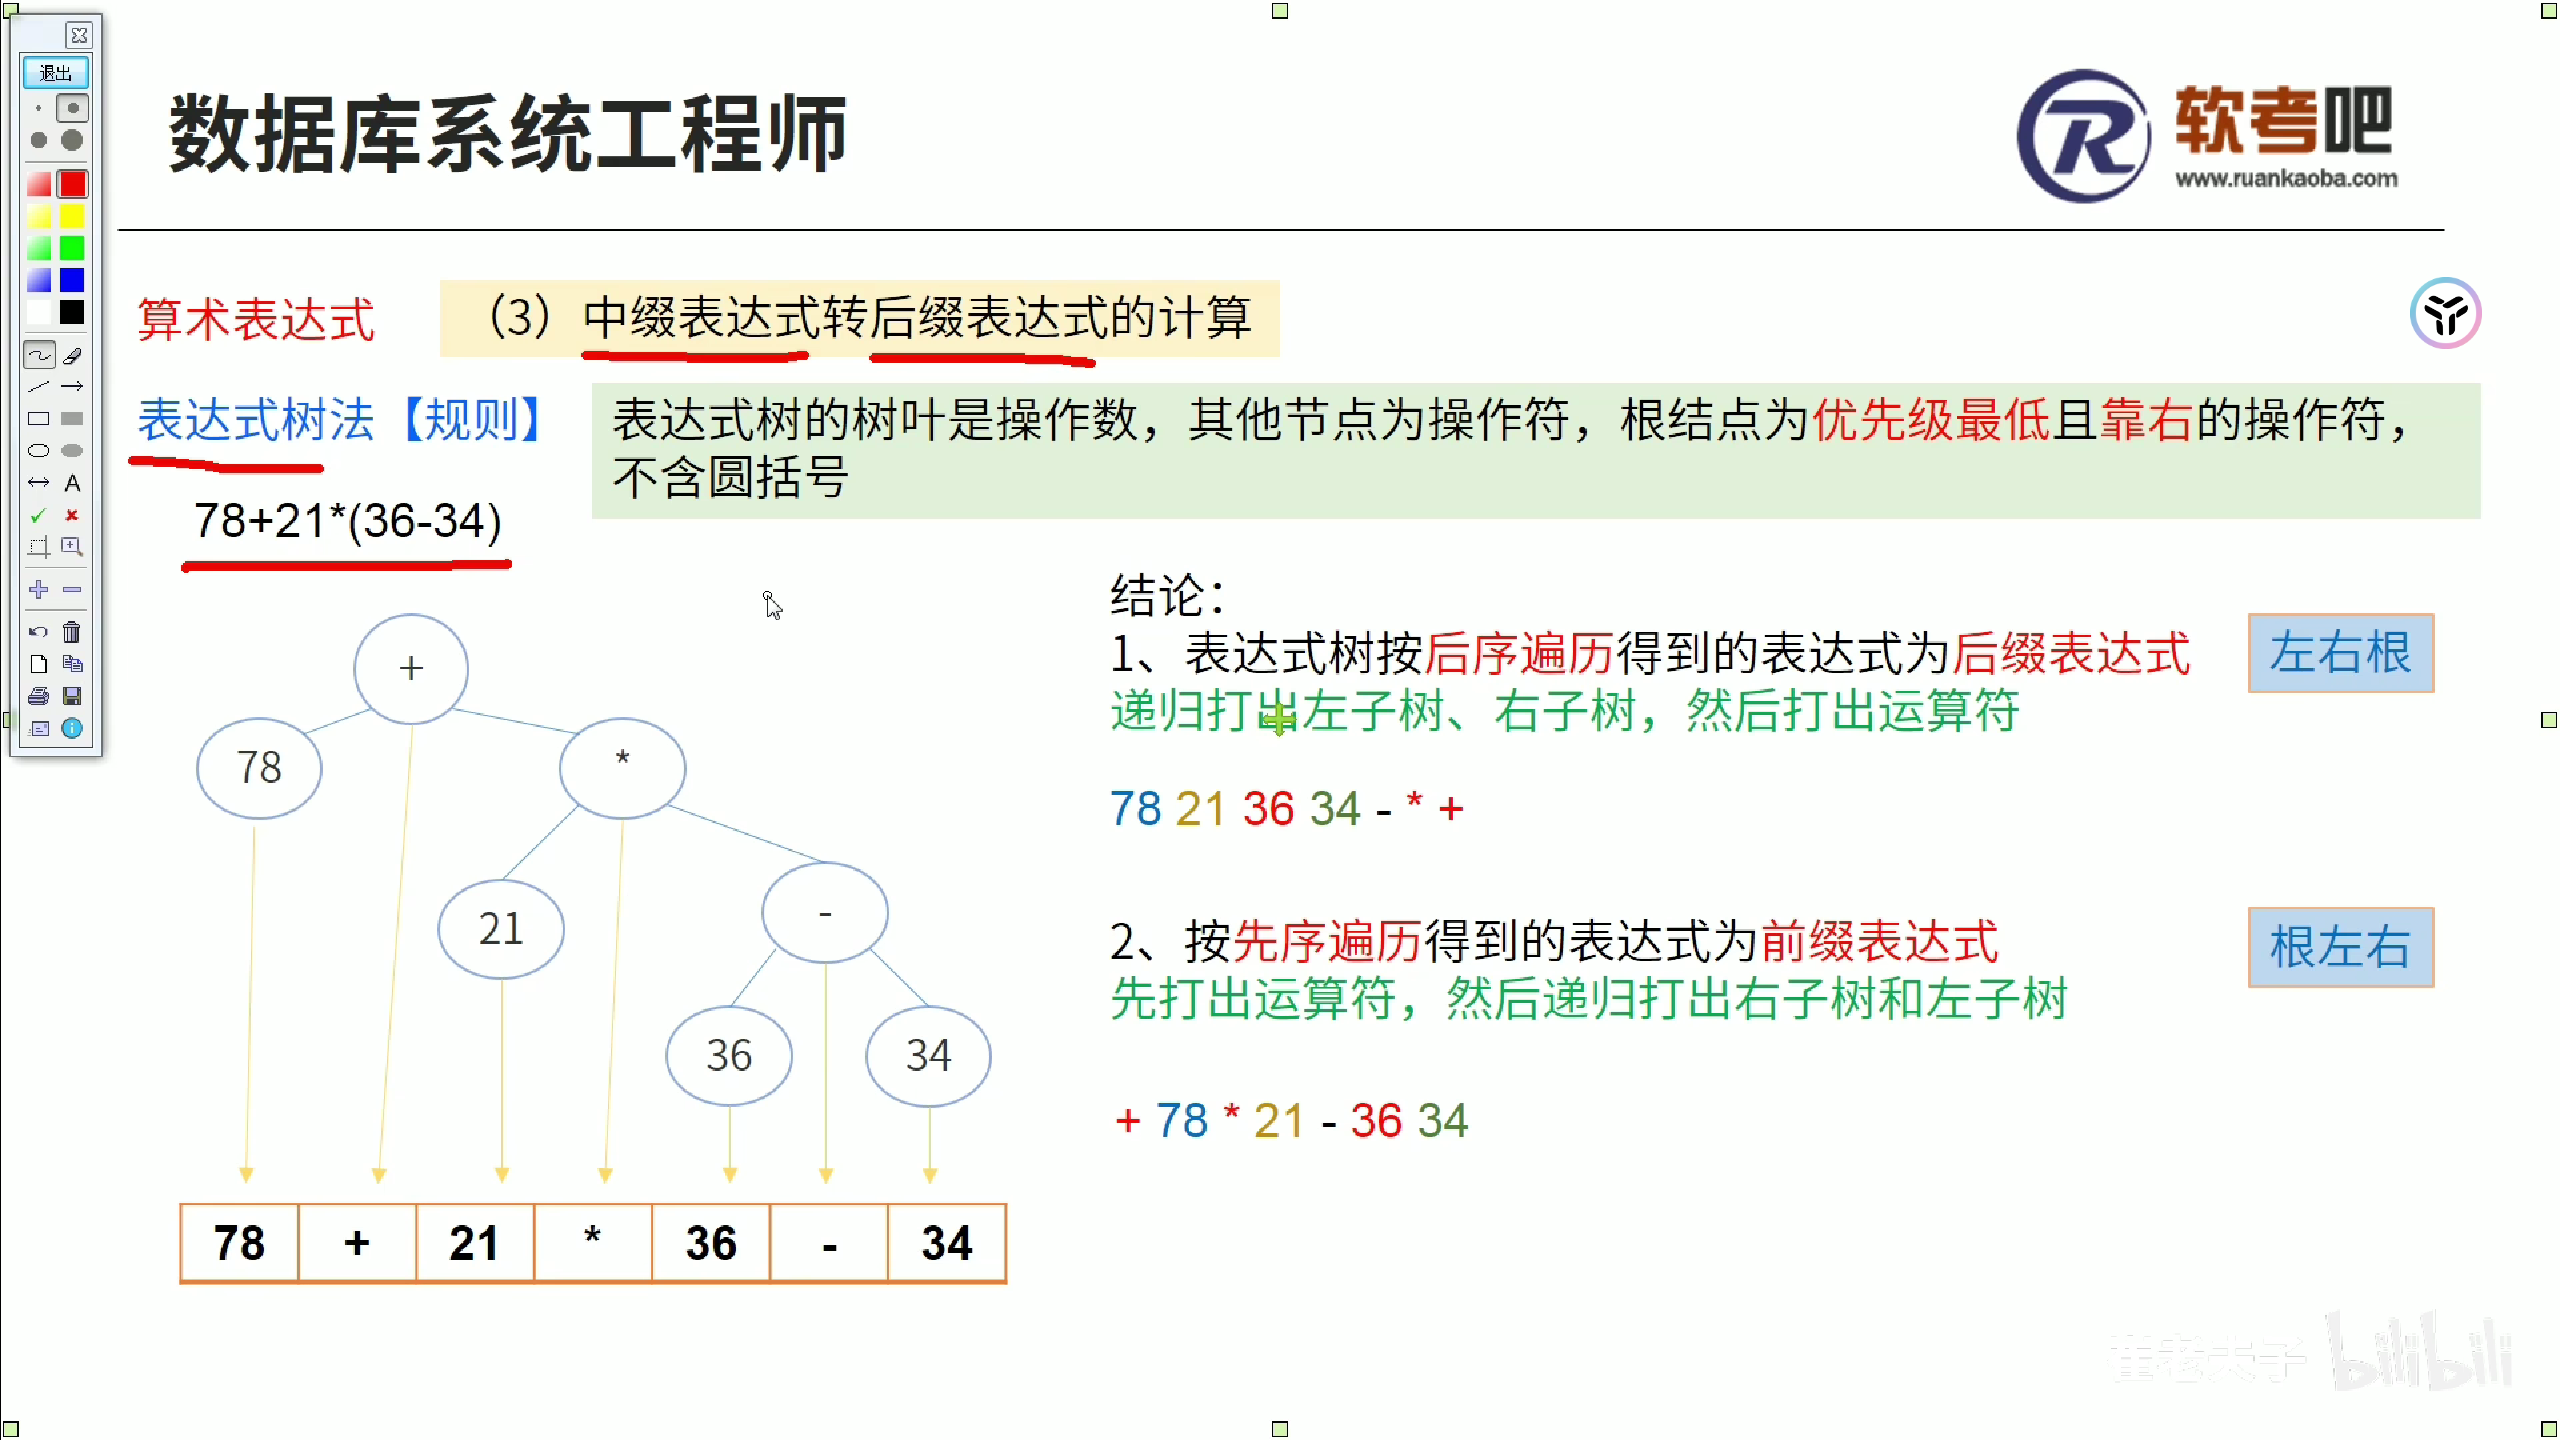 退出
数据库系统工程师
软考吧
www.ruankaoba.com
算术表达式
（3）中缀表达式转后缀表达式的计算
表达式树法【规则】
表达式树的树叶是操作数，其他节点为操作符，根结点为优先级最低且靠右的操作符，
不含圆括号
78+21*(36-34)
+
78
*
21
-
36
34
78 + 21 * 36 - 34
结论：
1、表达式树按后序遍历得到的表达式为后缀表达式
左右根
递归打出左子树、右子树，然后打出运算符
78 21 36 34 - * +
2、按先序遍历得到的表达式为前缀表达式
根左右
先打出运算符，然后递归打出右子树和左子树
+ 78 * 21 - 36 34
崔老夫子 bilibili